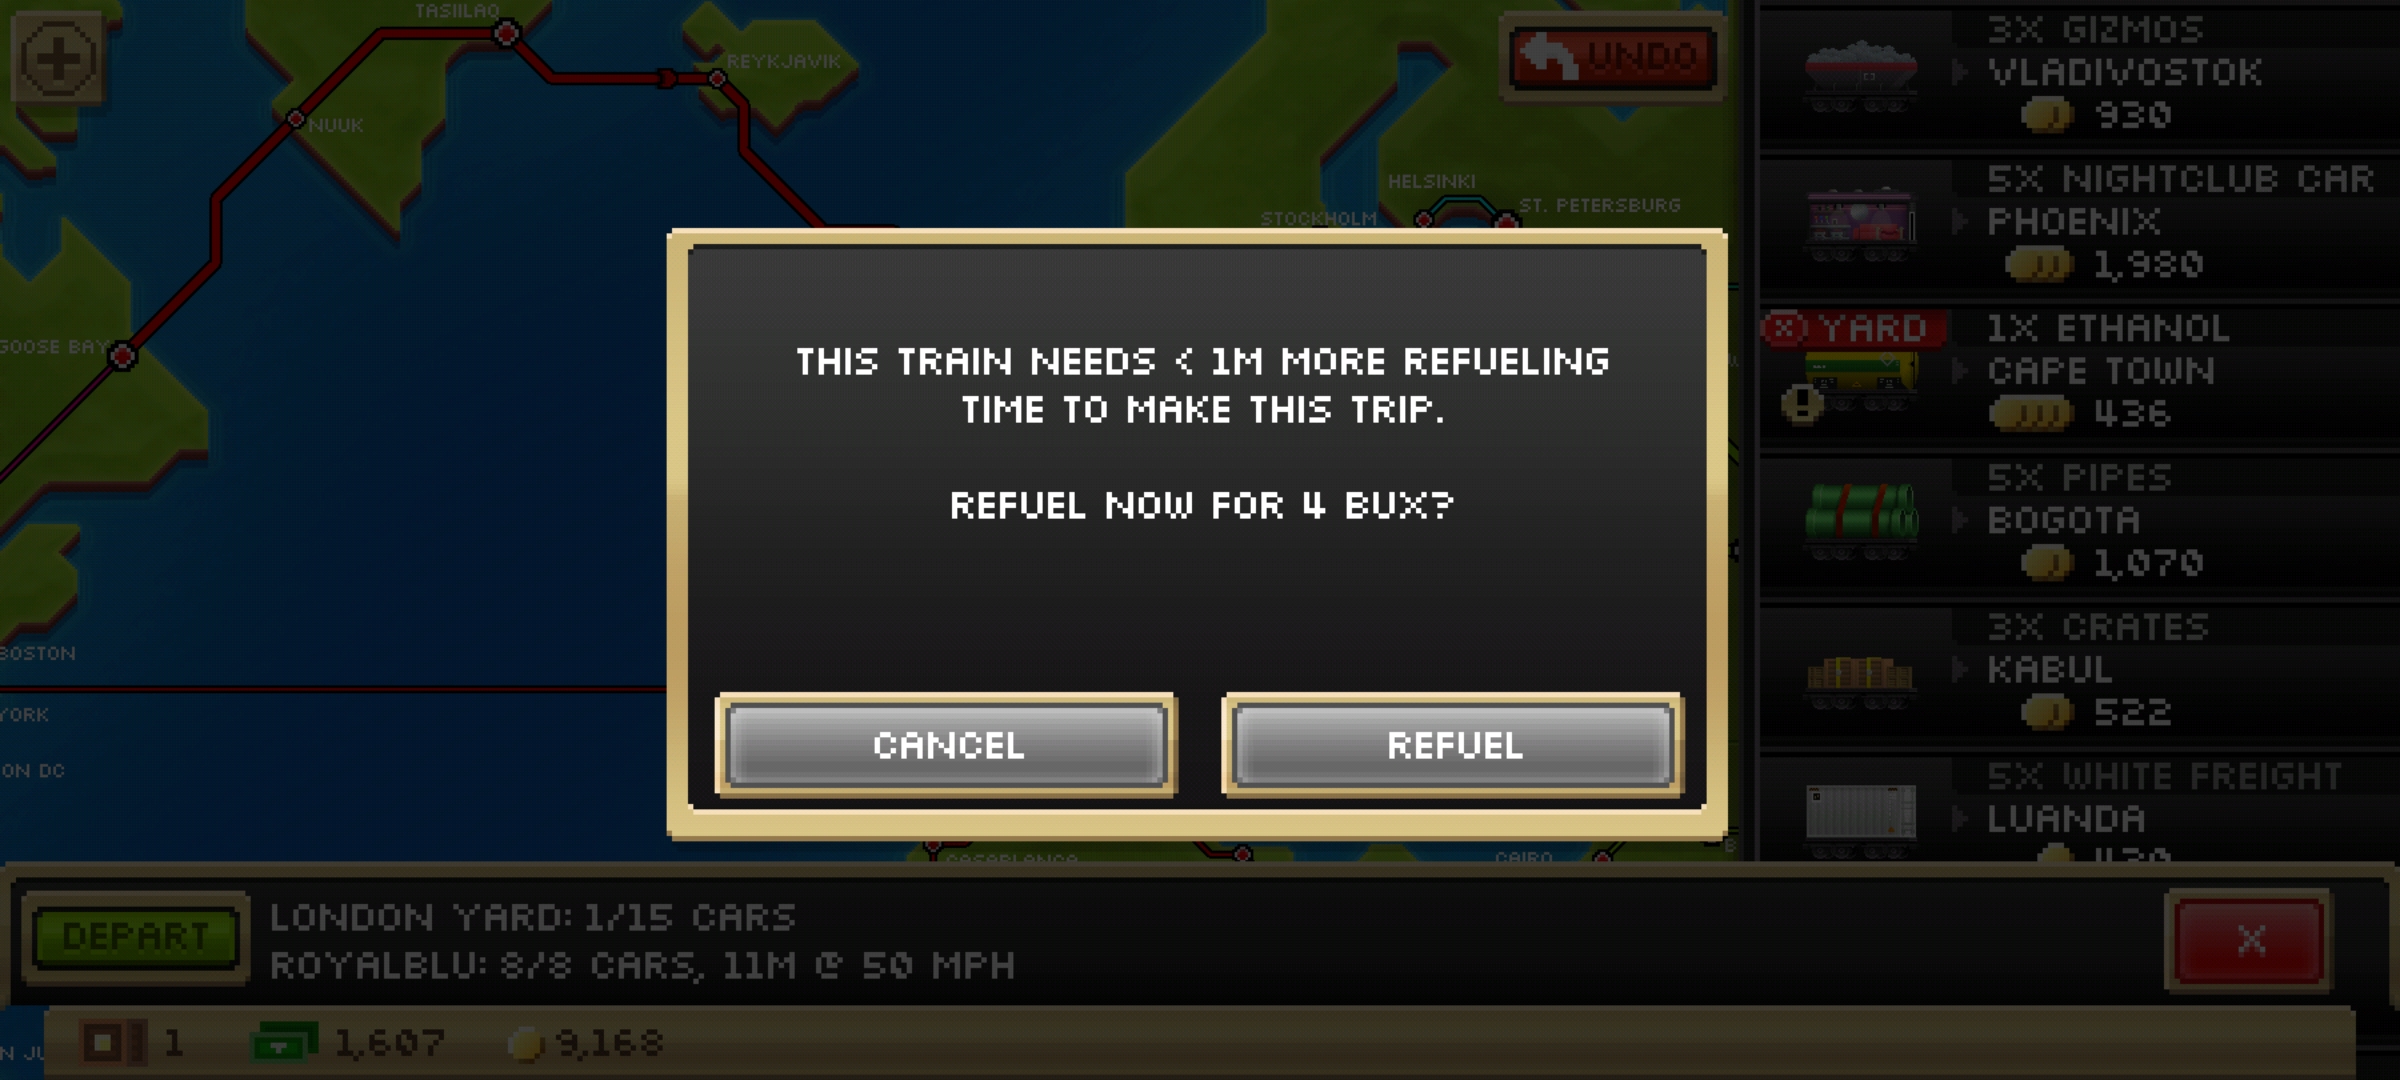 TASIILAQ
REYKJAVIK
NUUK
GOOSE BAY
HELSINKI
ST. PETERSBURG
STOCKHOLM
BOSTON
YORK
ON DC
CASABLANCA
CAIRO
UNDO
3X GIZMOS
VLADIVOSTOK
930
5X NIGHTCLUB CAR
PHOENIX
1,980
YARD
1X ETHANOL
CAPE TOWN
436
5X PIPES
BOGOTA
1,070
3X CRATES
KABUL
522
5X WHITE FREIGHT
LUANDA
430
THIS TRAIN NEEDS < 1M MORE REFUELING
TIME TO MAKE THIS TRIP.
REFUEL NOW FOR 4 BUX?
CANCEL
REFUEL
DEPART
LONDON YARD: 1/15 CARS
ROYALBLU: 8/8 CARS, 11M @ 50 MPH
X
N JU
1
1,607
9,168